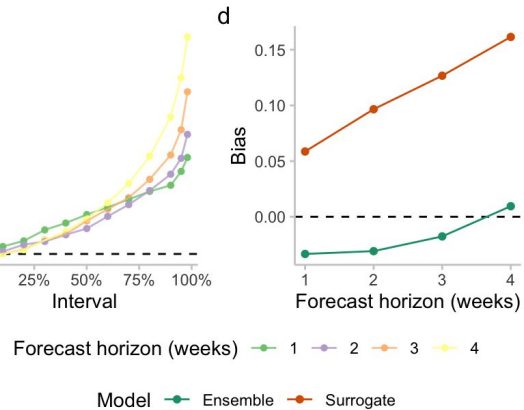 d
0.15
0.10
0.05
0.00
Bias
25% 50% 75% 100%
Interval
1 2 3 4
Forecast horizon (weeks)
Forecast horizon (weeks) 1 2 3 4
Model Ensemble Surrogate